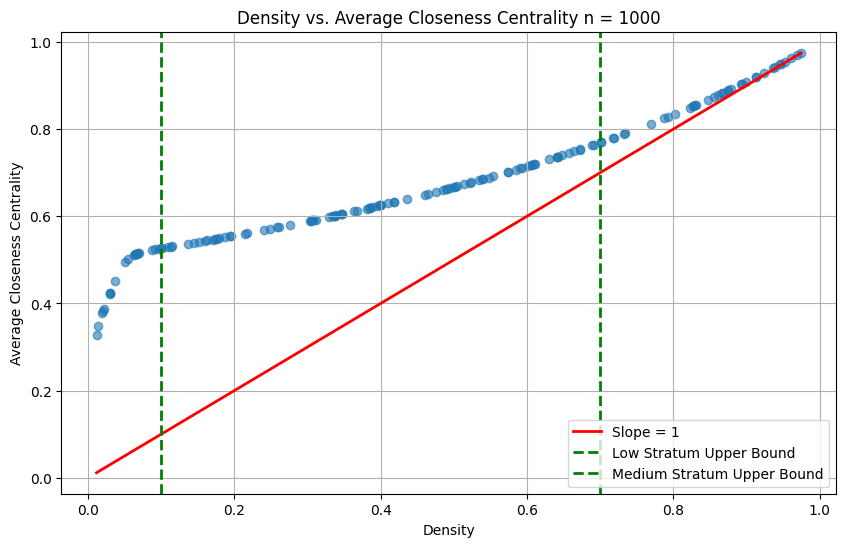 Density vs. Average Closeness Centrality n = 1000
Average Closeness Centrality
1.0
0.8
0.6
0.4
0.2
0.0
0.0
0.2
0.4
0.6
0.8
1.0
Density
Slope = 1
Low Stratum Upper Bound
Medium Stratum Upper Bound